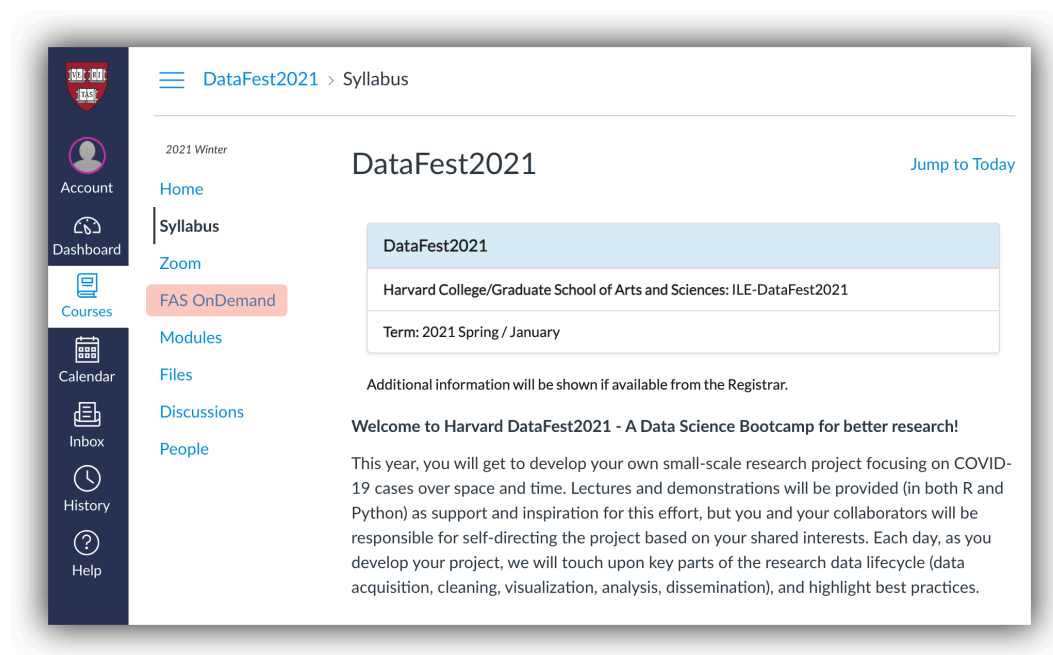 VE RI
TAS
DataFest2021 > Syllabus
Account
Dashboard
Courses
Calendar
Inbox
History
Help
2021 Winter
Home
Syllabus
Zoom
FAS OnDemand
Modules
Files
Discussions
People
DataFest2021
Jump to Today
DataFest2021
Harvard College/Graduate School of Arts and Sciences: ILE-DataFest2021
Term: 2021 Spring / January
Additional information will be shown if available from the Registrar.
Welcome to Harvard DataFest2021 - A Data Science Bootcamp for better research!
This year, you will get to develop your own small-scale research project focusing on COVID-
19 cases over space and time. Lectures and demonstrations will be provided (in both R and
Python) as support and inspiration for this effort, but you and your collaborators will be
responsible for self-directing the project based on your shared interests. Each day, as you
develop your project, we will touch upon key parts of the research data lifecycle (data
acquisition, cleaning, visualization, analysis, dissemination), and highlight best practices.